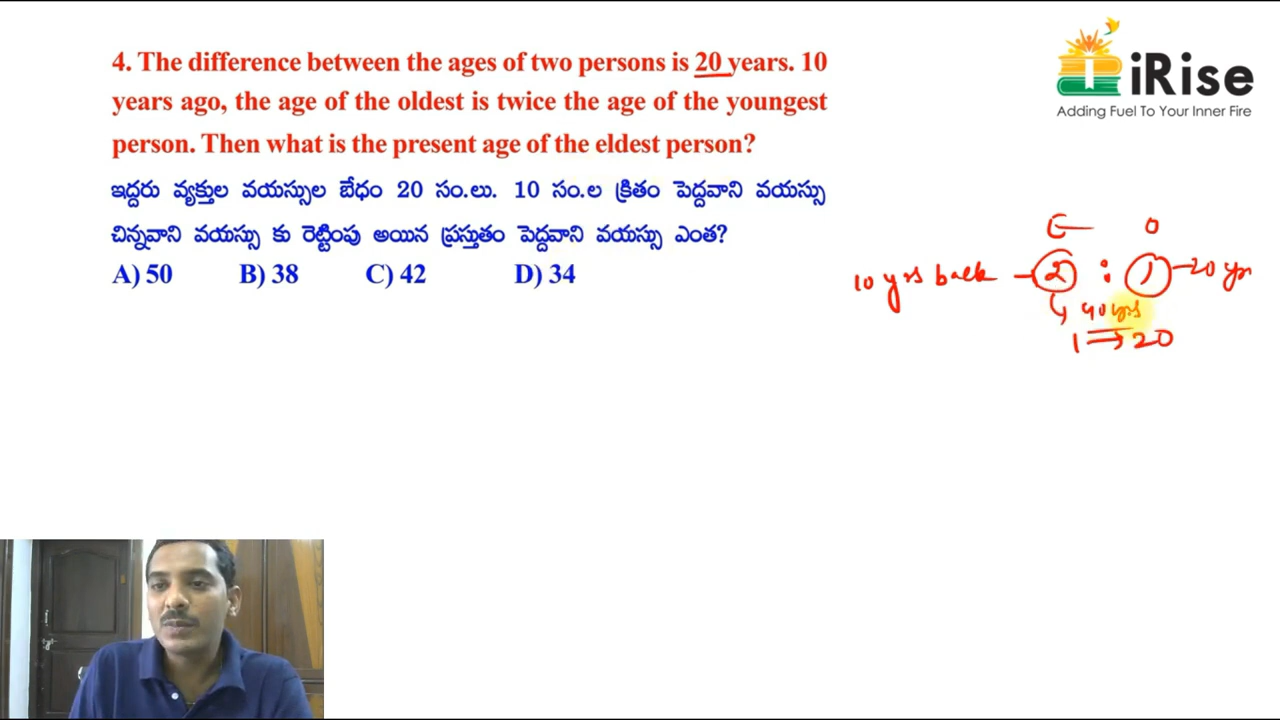 4. The difference between the ages of two persons is 20 years. 10
years ago, the age of the oldest is twice the age of the youngest
person. Then what is the present age of the eldest person?
ఇద్దరు వ్యక్తుల వయస్సుల బేధం 20 సం.లు. 10 సం.ల క్రితం పెద్దవాని వయస్సు
చిన్నవాని వయస్సు కు రెట్టింపు అయిన ప్రస్తుతం పెద్దవాని వయస్సు ఎంత?
A) 50 B) 38 C) 42 D) 34
iRise
Adding Fuel To Your Inner Fire
10 yrs back - 2 : 1 - 20 yr
40 yrs
1 ⇒ 20